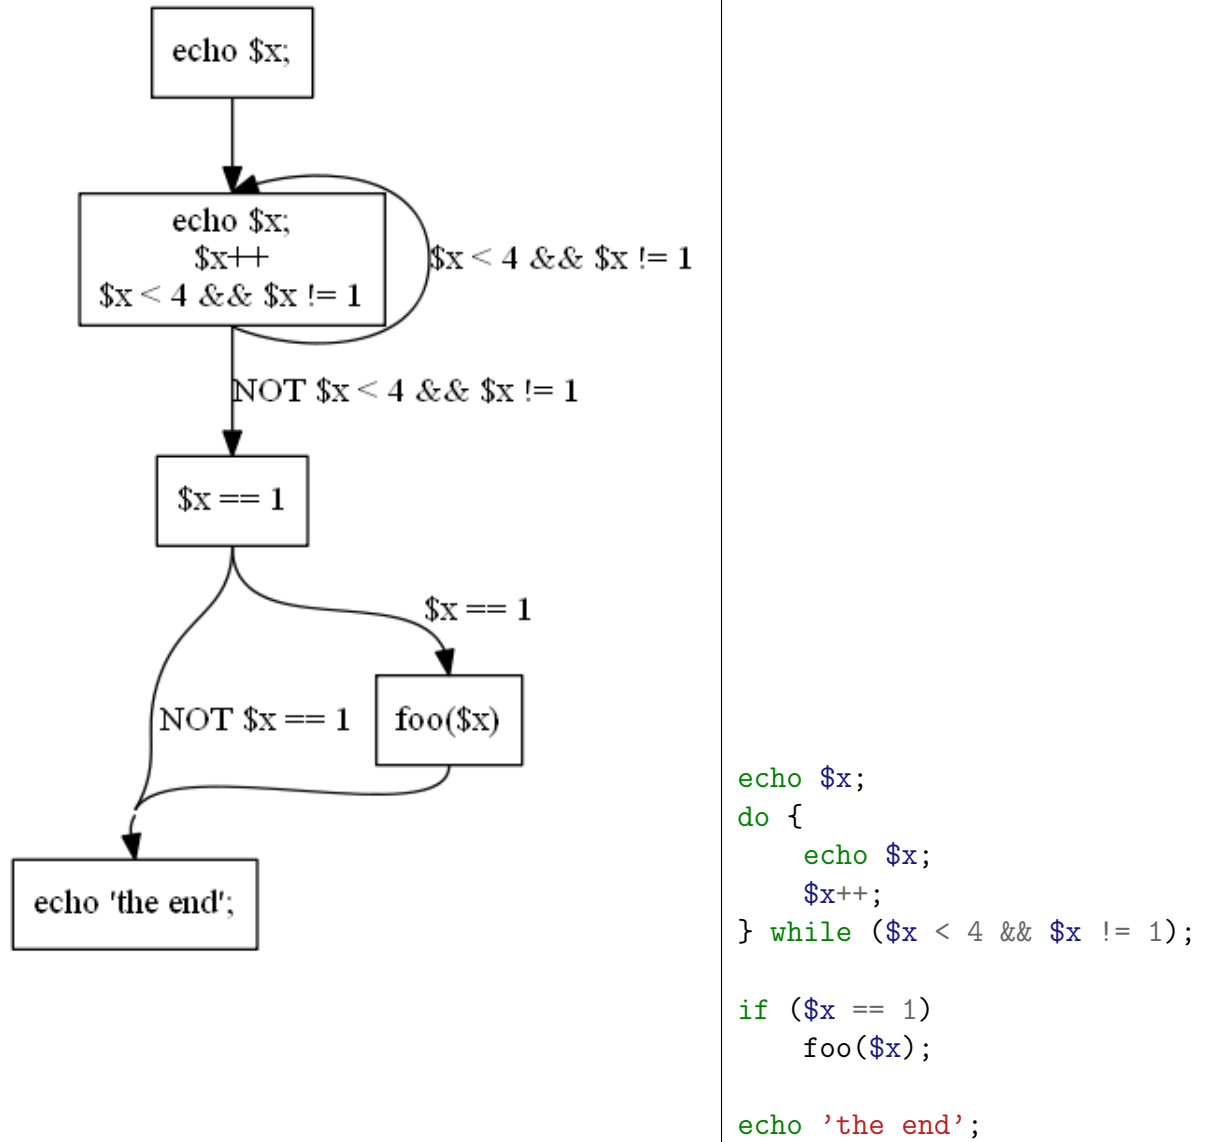 echo $x;
echo $x;
$x++
$x < 4 && $x != 1
$x < 4 && $x != 1
NOT $x < 4 && $x != 1
$x == 1
$x == 1
NOT $x == 1
foo($x)
echo 'the end';
echo $x;
do {
    echo $x;
    $x++;
} while ($x < 4 && $x != 1);
if ($x == 1)
    foo($x);
echo ’the end’;